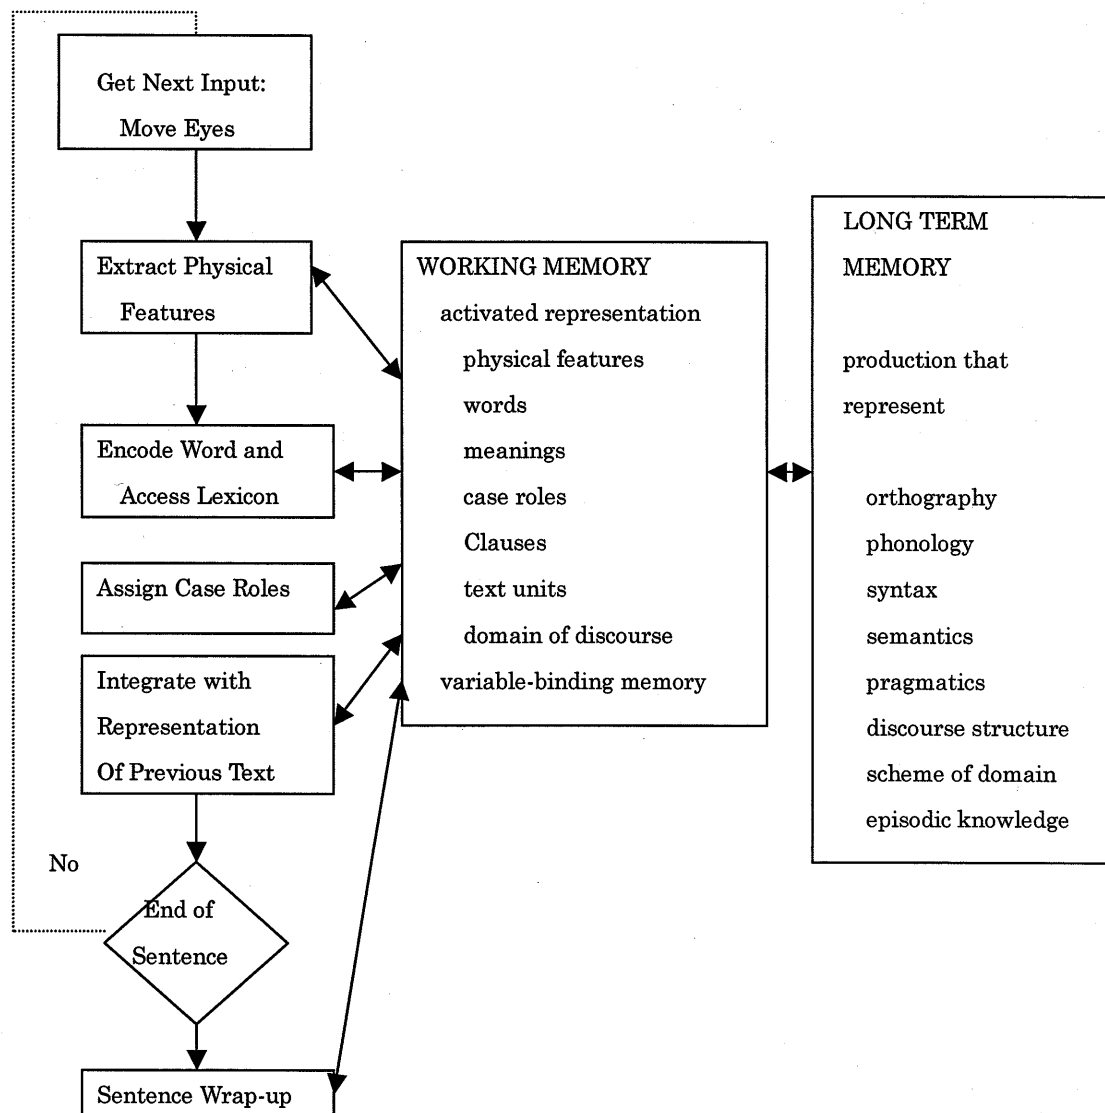 Get Next Input:
Move Eyes
Extract Physical
Features
Encode Word and
Access Lexicon
Assign Case Roles
Integrate with
Representation
Of Previous Text
No
End of
Sentence
Sentence Wrap-up
WORKING MEMORY
activated representation
physical features
words
meanings
case roles
Clauses
text units
domain of discourse
variable-binding memory
LONG TERM
MEMORY
production that
represent
orthography
phonology
syntax
semantics
pragmatics
discourse structure
scheme of domain
episodic knowledge